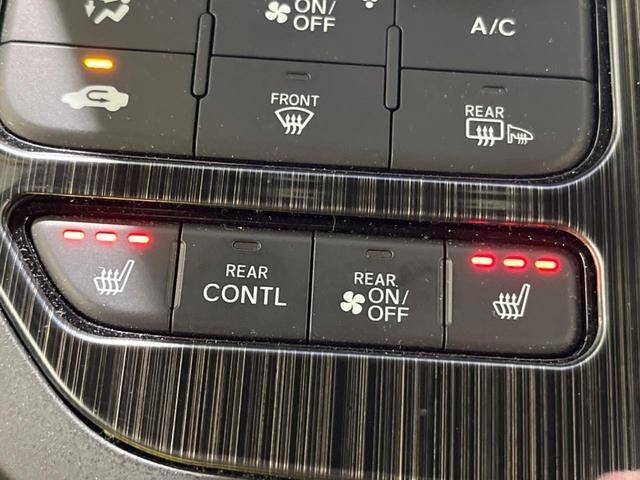 ON/
OFF
A/C
FRONT
REAR
REAR
CONTL
REAR
ON/
OFF